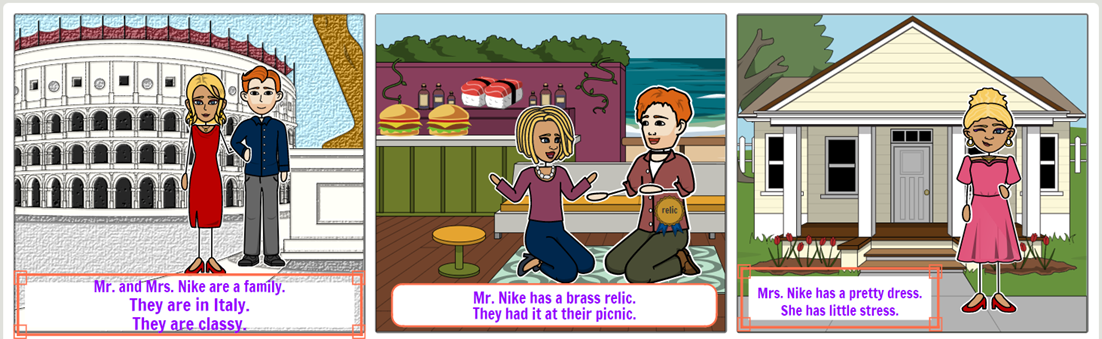 Mr. and Mrs. Nike are a family.
They are in Italy.
They are classy.
relic
Mr. Nike has a brass relic.
They had it at their picnic.
Mrs. Nike has a pretty dress.
She has little stress.